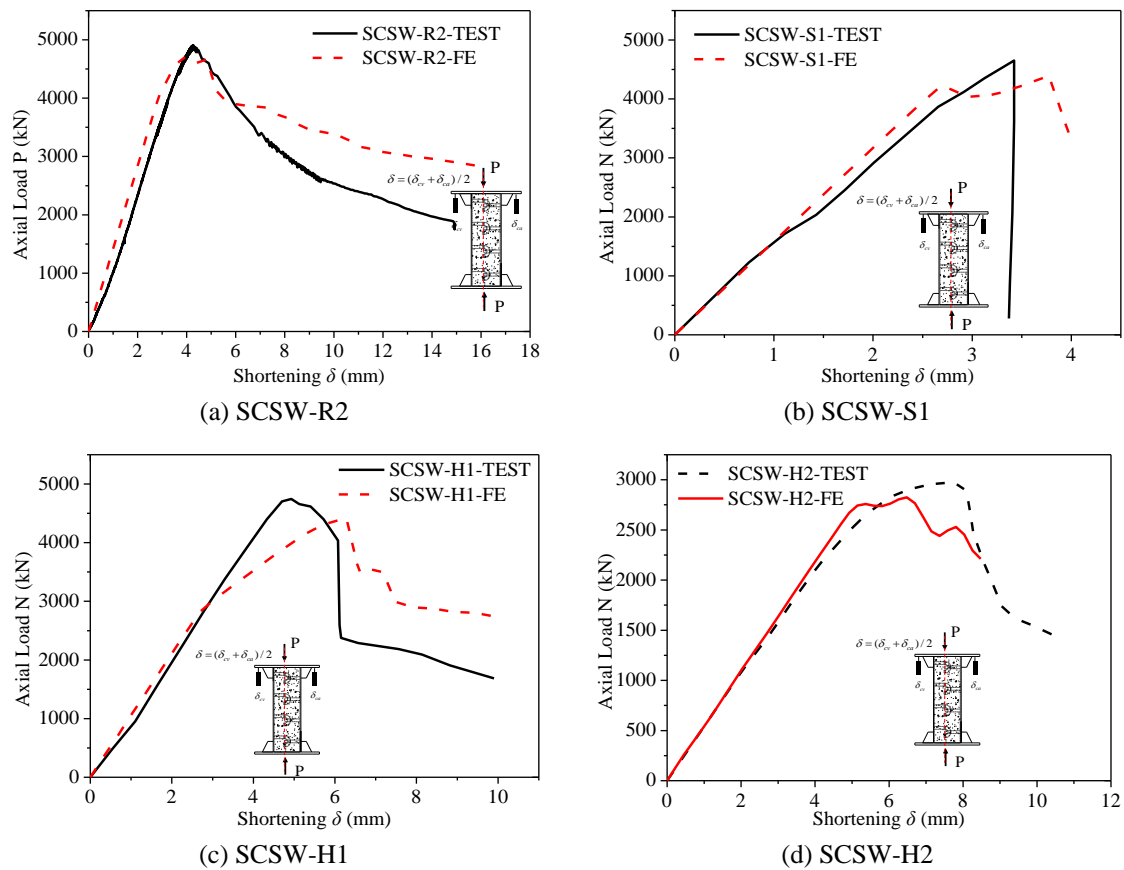 SCSW-R2-TEST
SCSW-R2-FE
Axial Load P (kN)
5000
4000
3000
2000
1000
0
0 2 4 6 8 10 12 14 16 18
Shortening δ (mm)
P
δ=(δcv+δca)/2
δca
P
(a) SCSW-R2
SCSW-S1-TEST
SCSW-S1-FE
Axial Load N (kN)
5000
4000
3000
2000
1000
0
0 1 2 3 4
Shortening δ (mm)
P
δ=(δcv+δca)/2
δcv δca
P
(b) SCSW-S1
SCSW-H1-TEST
SCSW-H1-FE
Axial Load N (kN)
5000
4000
3000
2000
1000
0
0 2 4 6 8 10
Shortening δ (mm)
P
δ=(δcv+δca)/2
δcv δca
P
(c) SCSW-H1
SCSW-H2-TEST
SCSW-H2-FE
Axial Load N (kN)
3000
2500
2000
1500
1000
500
0
0 2 4 6 8 10 12
Shortening δ (mm)
P
δ=(δcv+δca)/2
δcv δca
P
(d) SCSW-H2